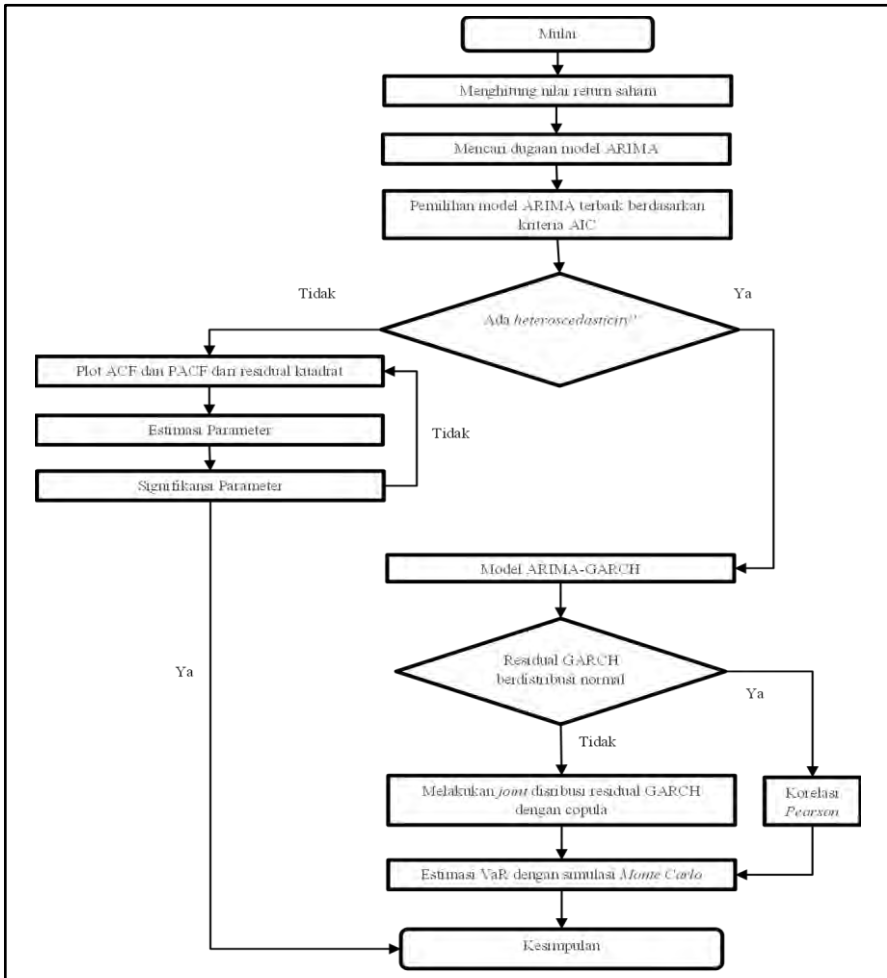 Mulai
Menghitung nilai return saham
Mencari dugaan model ARIMA
Pemilihan model ARIMA terbaik berdasarkan
kriteria AIC
Tidak
Ya
Ada heteroscedasticity?
Plot ACF dan PACF dari residual kuadrat
Estimasi Parameter
Tidak
Signifikansi Parameter
Model ARIMA-GARCH
Ya
Residual GARCH
berdistribusi normal
Ya
Tidak
Melakukan joint disribusi residual GARCH
dengan copula
Korelasi
Pearson
Estimasi VaR dengan simulasi Monte Carlo
Kesimpulan